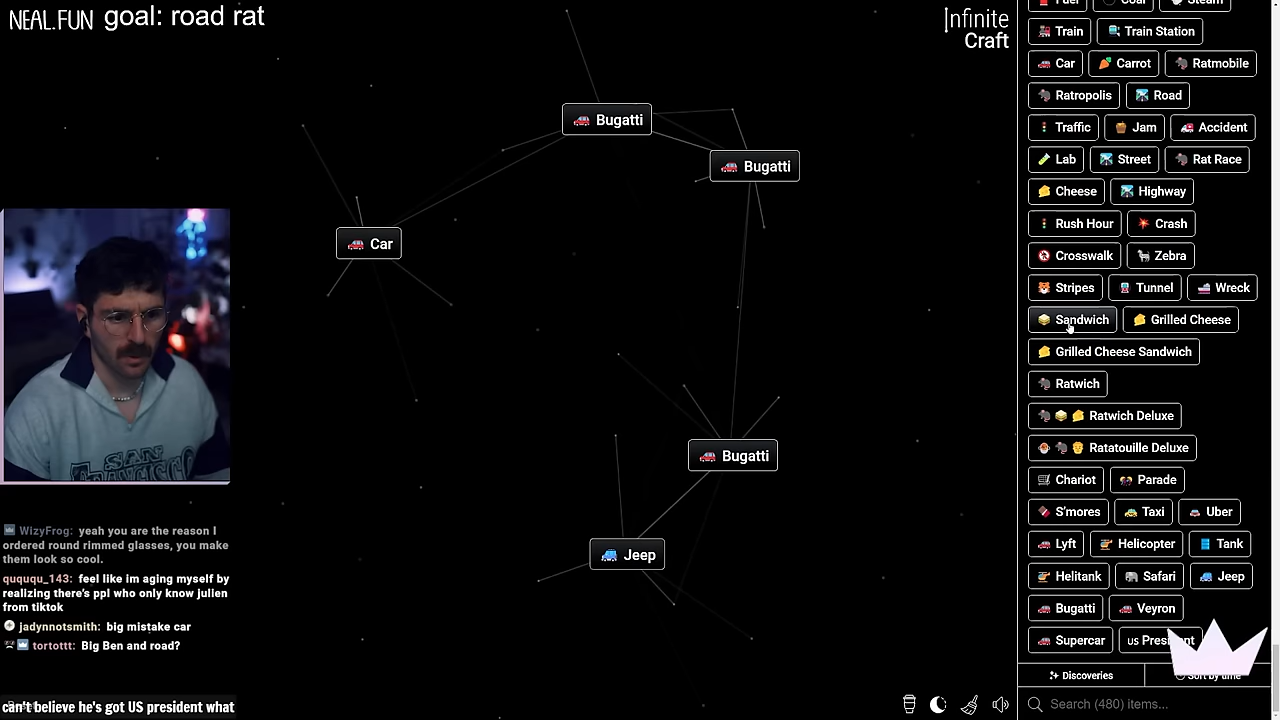 NEAL.FUN goal: road rat
Infinite
Craft
Bugatti
Bugatti
Car
Bugatti
Jeep
Fuel Steam
Train Train Station
Car Carrot Ratmobile
Ratropolis Road
Traffic Jam Accident
Lab Street Rat Race
Cheese Highway
Rush Hour Crash
Crosswalk Zebra
Stripes Tunnel Wreck
Sandwich Grilled Cheese
Grilled Cheese Sandwich
Ratwich
Ratwich Deluxe
Ratatouille Deluxe
Chariot Parade
S'mores Taxi Uber
Lyft Helicopter Tank
Helitank Safari Jeep
Bugatti Veyron
Supercar US President
Discoveries Sort by time
Search (480) items...
SAN
FRANCISCO
WizyFrog: yeah you are the reason I
ordered round rimmed glasses, you make
them look so cool.
quququ_143: feel like im aging myself by
realizing there's ppl who only know julien
from tiktok
jadynnotsmith: big mistake car
tortottt: Big Ben and road?
can't believe he's got US president what